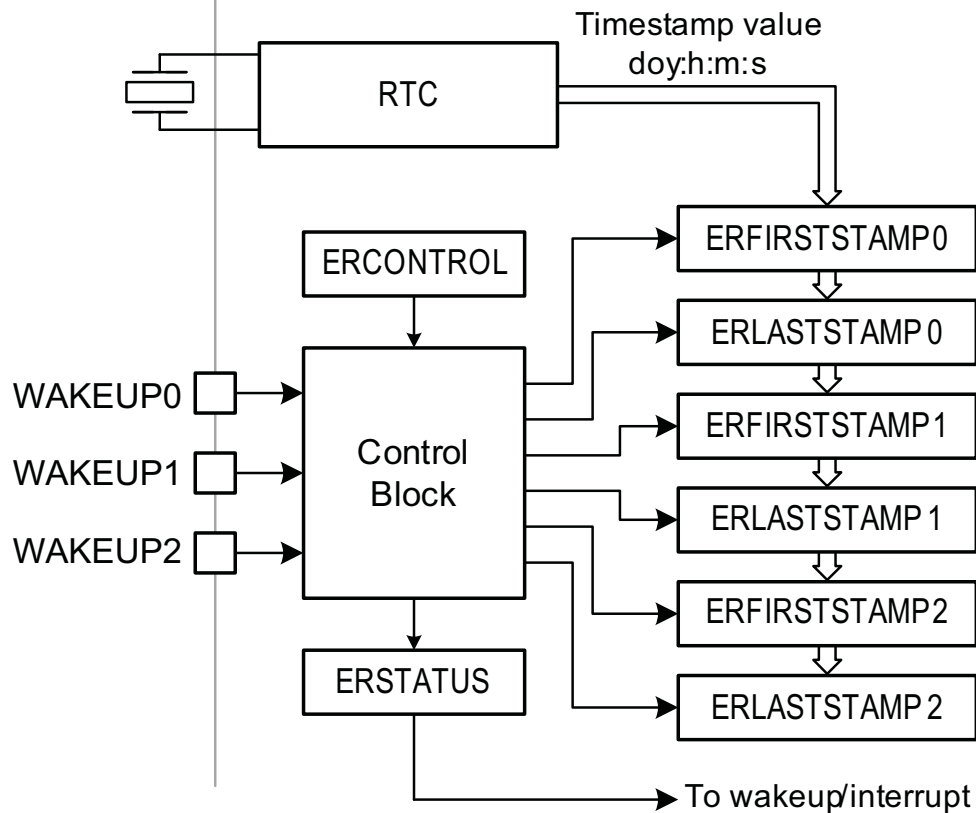 Timestamp value
doy:h:m:s
RTC
ERCONTROL
ERFIRSTSTAMP0
ERLASTSTAMP0
WAKEUP0
WAKEUP1
WAKEUP2
Control
Block
ERFIRSTSTAMP1
ERLASTSTAMP1
ERFIRSTSTAMP2
ERSTATUS
ERLASTSTAMP2
To wakeup/interrupt